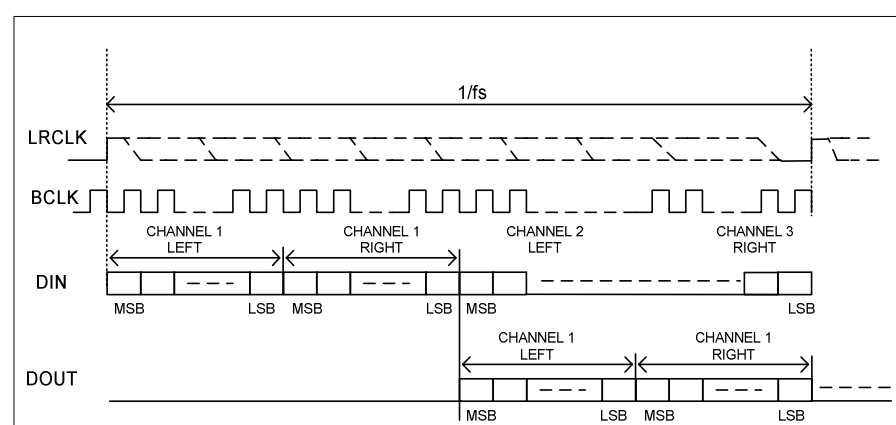 1/fs
LRCLK
BCLK
CHANNEL 1
LEFT
CHANNEL 1
RIGHT
CHANNEL 2
LEFT
CHANNEL 3
RIGHT
DIN
MSB
LSB
MSB
LSB
MSB
LSB
CHANNEL 1
LEFT
CHANNEL 1
RIGHT
DOUT
MSB
LSB
MSB
LSB